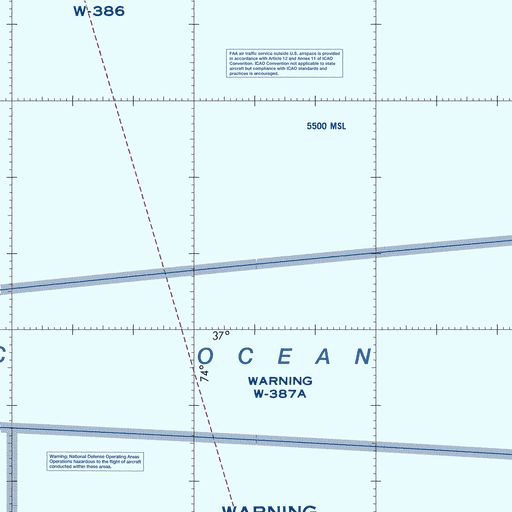 W-386
FAA air traffic service outside U.S. airspace is provided
in accordance with Article 12 and Annex 11 of ICAO
Convention. ICAO Convention not applicable to state
aircraft but compliance with ICAO standards and
practices is encouraged.
5500 MSL
37°
C OCEAN
74°
WARNING
W-387A
Warning: National Defense Operating Areas
Operations hazardous to the flight of aircraft
conducted within these areas.
WARNING